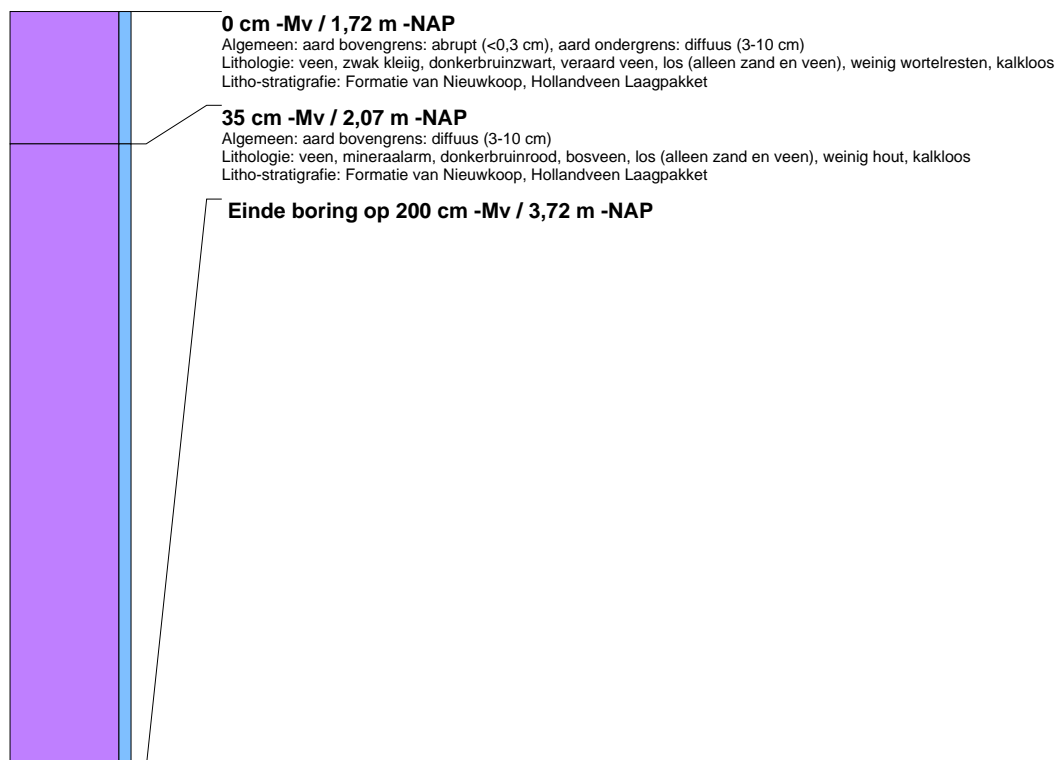 0 cm -Mv / 1,72 m -NAP
Algemeen: aard bovengrens: abrupt (<0,3 cm), aard ondergrens: diffuus (3-10 cm)
Lithologie: veen, zwak kleiig, donkerbruinzwart, veraard veen, los (alleen zand en veen), weinig wortelresten, kalkloos
Litho-stratigrafie: Formatie van Nieuwkoop, Hollandveen Laagpakket
35 cm -Mv / 2,07 m -NAP
Algemeen: aard bovengrens: diffuus (3-10 cm)
Lithologie: veen, mineraalarm, donkerbruinrood, bosveen, los (alleen zand en veen), weinig hout, kalkloos
Litho-stratigrafie: Formatie van Nieuwkoop, Hollandveen Laagpakket
Einde boring op 200 cm -Mv / 3,72 m -NAP